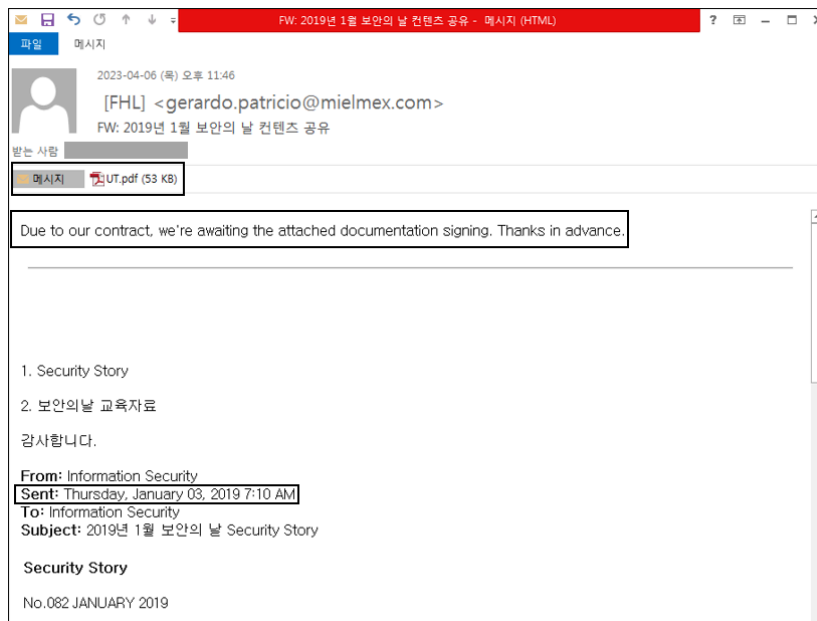 FW: 2019년 1월 보안의 날 컨텐츠 공유 - 메시지 (HTML)
파일 메시지
2023-04-06 (목) 오후 11:46
[FHL] <gerardo.patricio@mielmex.com>
FW: 2019년 1월 보안의 날 컨텐츠 공유
받는 사람
메시지 UT.pdf (53 KB)
Due to our contract, we're awaiting the attached documentation signing. Thanks in advance.
1. Security Story
2. 보안의날 교육자료
감사합니다.
From: Information Security
Sent: Thursday, January 03, 2019 7:10 AM
To: Information Security
Subject: 2019년 1월 보안의 날 Security Story
Security Story
No.082 JANUARY 2019